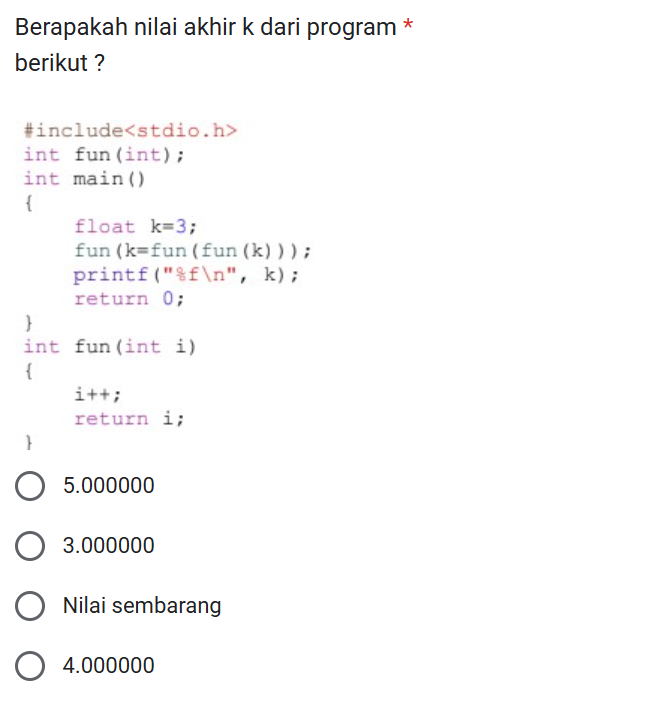 Berapakah nilai akhir k dari program *
berikut ?
#include<stdio.h>
int fun(int);
int main()
{
float k=3;
fun(k=fun(fun(k)));
printf("%f\n", k);
return 0;
}
int fun(int i)
{
i++;
return i;
}
5.000000
3.000000
Nilai sembarang
4.000000